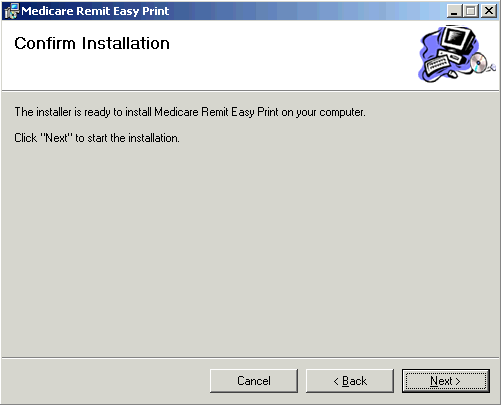 Medicare Remit Easy Print
Confirm Installation
The installer is ready to install Medicare Remit Easy Print on your computer.
Click "Next" to start the installation.
Cancel
< Back
Next >